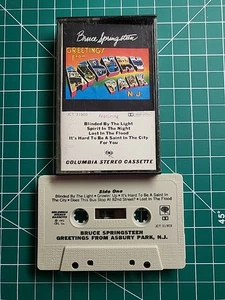 Bruce Springsteen
GREETINGS
FROM
ASBURY
PARK
N.J.
Featuring
Blinded By The Light
Spirit In The Night
Lost In The Flood
It's Hard To Be A Saint In The City
For You
COLUMBIA STEREO CASSETTE
Side One
Blinded By The Light • Growin' Up • It's Hard To Be A Saint In
The City • Does This Bus Stop At 82nd Street? • Lost In The Flood
BRUCE SPRINGSTEEN
GREETINGS FROM ASBURY PARK, N.J.
45°